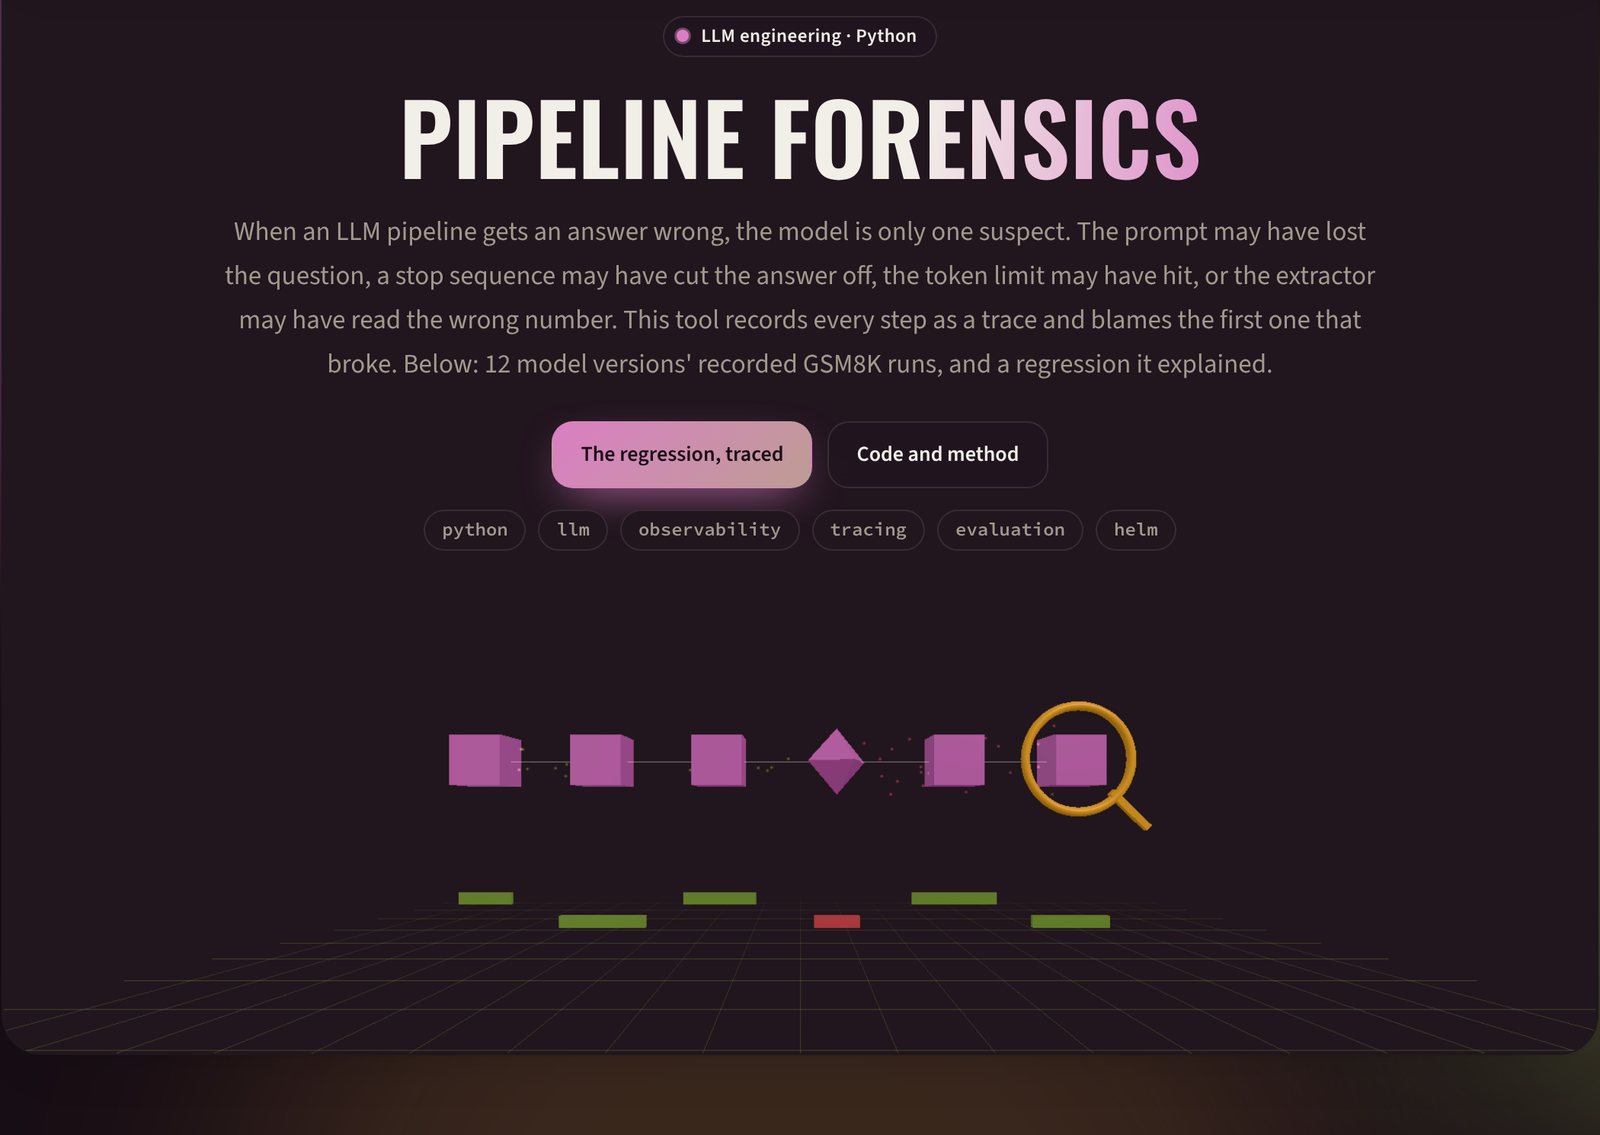 LLM engineering · Python
PIPELINE FORENSICS
When an LLM pipeline gets an answer wrong, the model is only one suspect. The prompt may have lost
the question, a stop sequence may have cut the answer off, the token limit may have hit, or the extractor
may have read the wrong number. This tool records every step as a trace and blames the first one that
broke. Below: 12 model versions' recorded GSM8K runs, and a regression it explained.
The regression, traced
Code and method
python
llm
observability
tracing
evaluation
helm